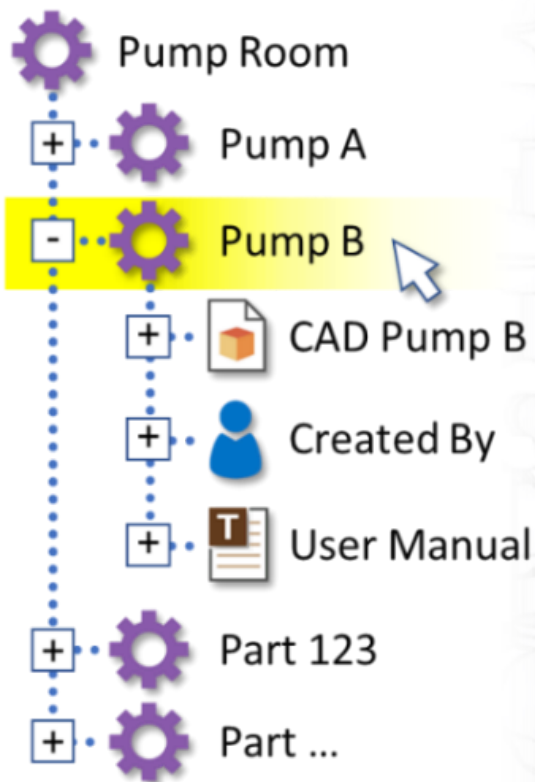 Pump Room
+ Pump A
- Pump B
+ CAD Pump B
+ Created By
+ T User Manual
+ Part 123
+ Part ...